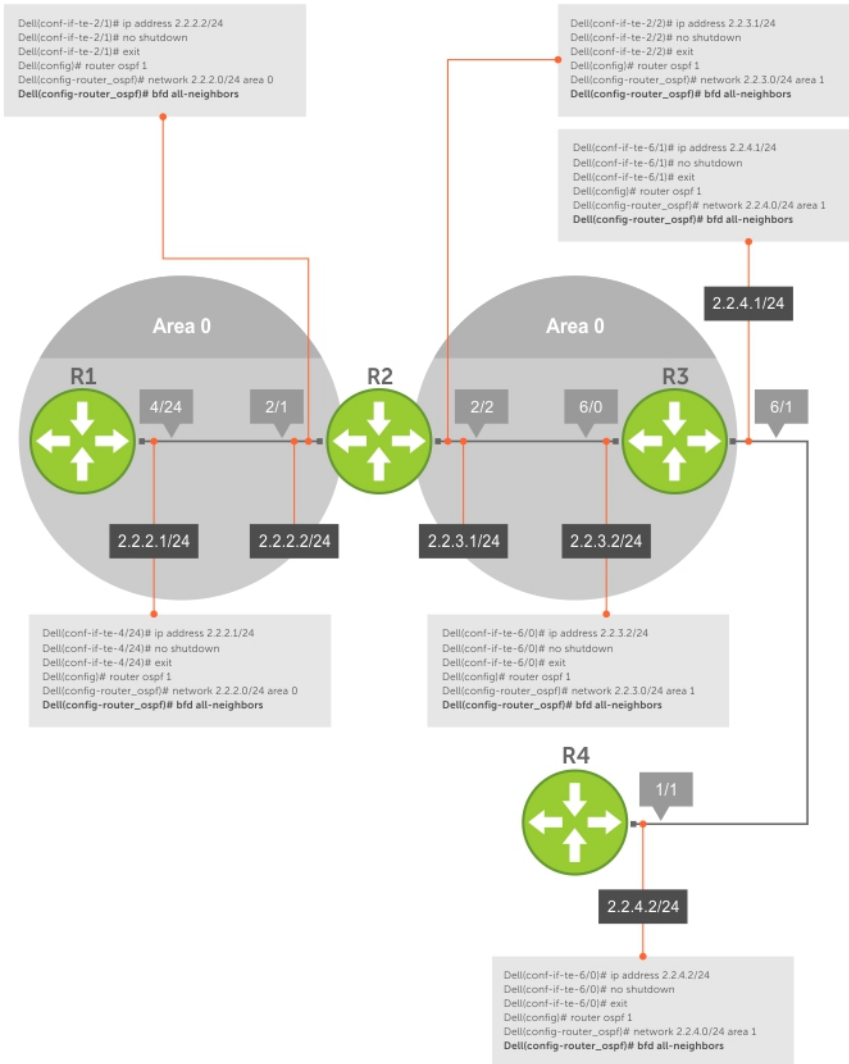 Dell(conf-if-te-2/1)# ip address 2.2.2.2/24
Dell(conf-if-te-2/1)# no shutdown
Dell(conf-if-te-2/1)# exit
Dell(config)# router ospf 1
Dell(config-router_ospf)# network 2.2.2.0/24 area 0
Dell(config-router_ospf)# bfd all-neighbors
Dell(conf-if-te-2/2)# ip address 2.2.3.1/24
Dell(conf-if-te-2/2)# no shutdown
Dell(conf-if-te-2/2)# exit
Dell(config)# router ospf 1
Dell(config-router_ospf)# network 2.2.3.0/24 area 1
Dell(config-router_ospf)# bfd all-neighbors
Dell(conf-if-te-6/1)# ip address 2.2.4.1/24
Dell(conf-if-te-6/1)# no shutdown
Dell(conf-if-te-6/1)# exit
Dell(config)# router ospf 1
Dell(config-router_ospf)# network 2.2.4.0/24 area 1
Dell(config-router_ospf)# bfd all-neighbors
2.2.4.1/24
Area 0
Area 0
R1
R2
R3
4/24
2/1
2/2
6/0
6/1
2.2.2.1/24
2.2.2.2/24
2.2.3.1/24
2.2.3.2/24
Dell(conf-if-te-4/24)# ip address 2.2.2.1/24
Dell(conf-if-te-4/24)# no shutdown
Dell(conf-if-te-4/24)# exit
Dell(config)# router ospf 1
Dell(config-router_ospf)# network 2.2.2.0/24 area 0
Dell(config-router_ospf)# bfd all-neighbors
Dell(conf-if-te-6/0)# ip address 2.2.3.2/24
Dell(conf-if-te-6/0)# no shutdown
Dell(conf-if-te-6/0)# exit
Dell(config)# router ospf 1
Dell(config-router_ospf)# network 2.2.3.0/24 area 1
Dell(config-router_ospf)# bfd all-neighbors
R4
1/1
2.2.4.2/24
Dell(conf-if-te-6/0)# ip address 2.2.4.2/24
Dell(conf-if-te-6/0)# no shutdown
Dell(conf-if-te-6/0)# exit
Dell(config)# router ospf 1
Dell(config-router_ospf)# network 2.2.4.0/24 area 1
Dell(config-router_ospf)# bfd all-neighbors